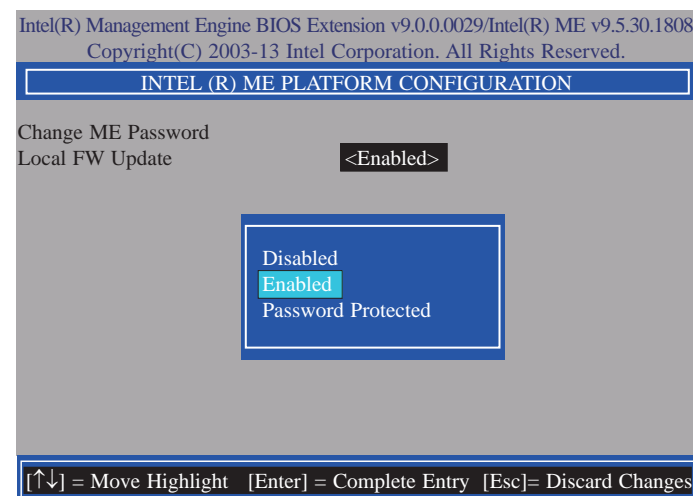 Intel(R) Management Engine BIOS Extension v9.0.0.0029/Intel(R) ME v9.5.30.1808
Copyright(C) 2003-13 Intel Corporation. All Rights Reserved.
INTEL (R) ME PLATFORM CONFIGURATION
Change ME Password
Local FW Update <Enabled>
Disabled
Enabled
Password Protected
[↑↓] = Move Highlight [Enter] = Complete Entry [Esc]= Discard Changes